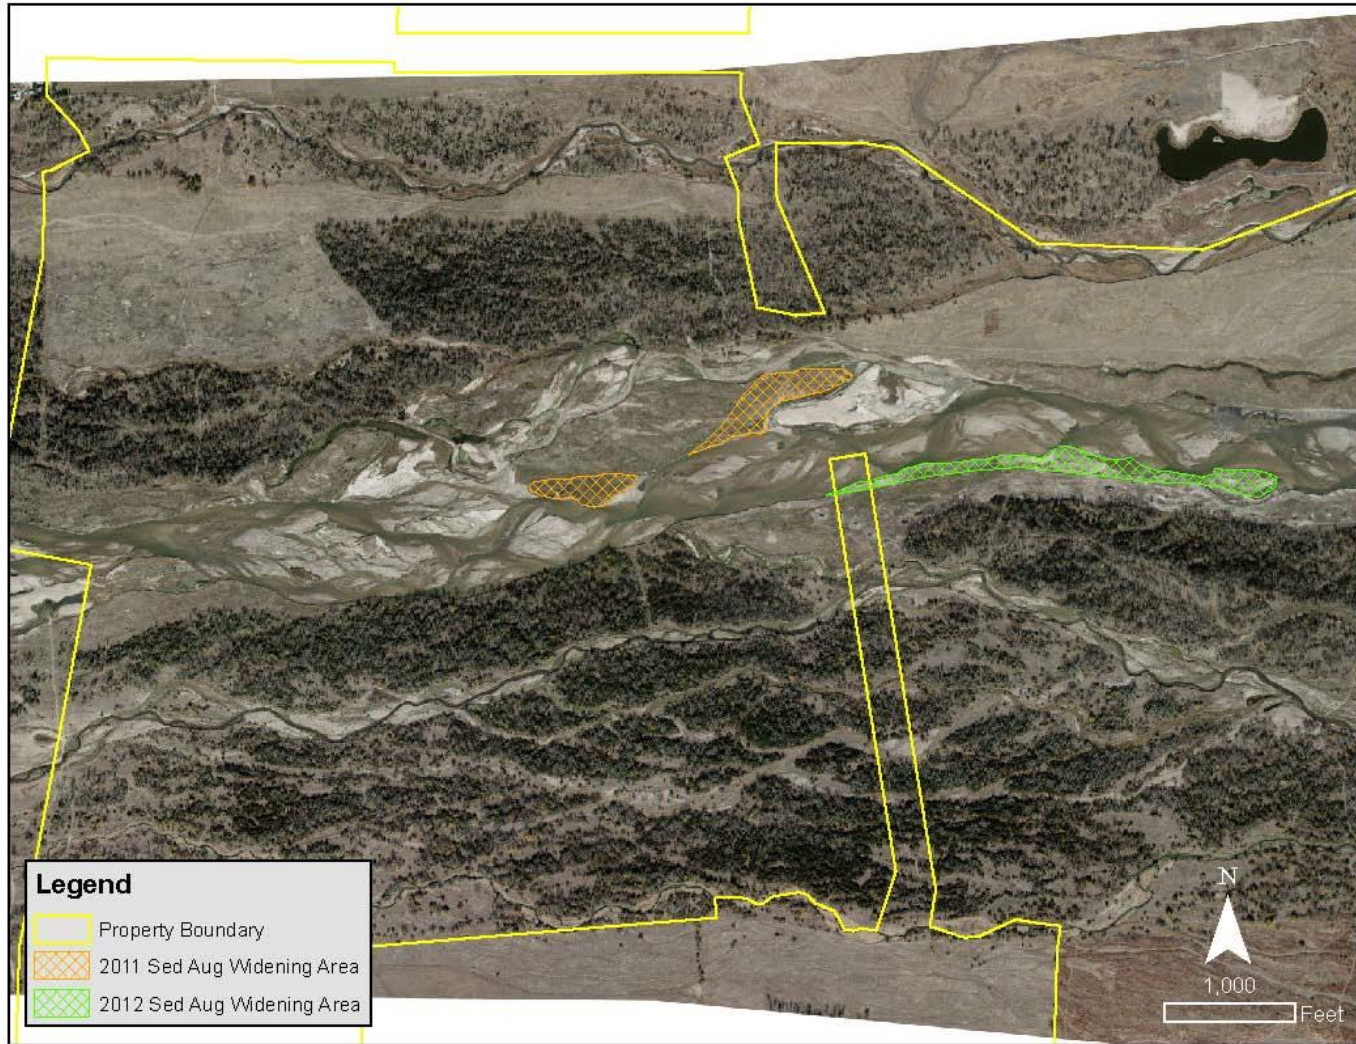 Legend
Property Boundary
2011 Sed Aug Widening Area
2012 Sed Aug Widening Area
N
1,000
Feet